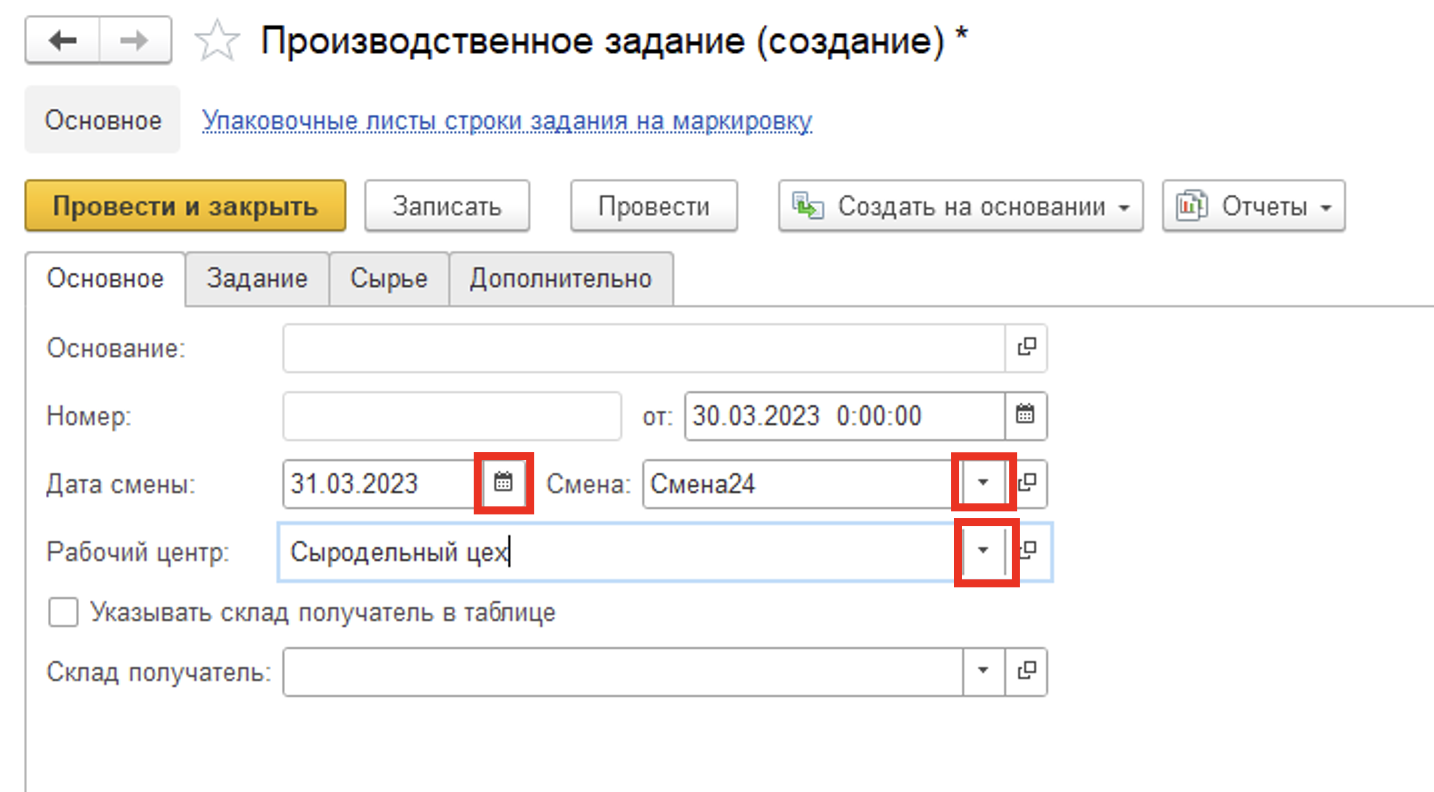 Производственное задание (создание) *
Основное Упаковочные листы строки задания на маркировку
Провести и закрыть Записать Провести Создать на основании Отчеты
Основное Задание Сырье Дополнительно
Основание:
Номер: от: 30.03.2023 0:00:00
Дата смены: 31.03.2023 Смена: Смена24
Рабочий центр: Сыродельный цех
Указывать склад получатель в таблице
Склад получатель: